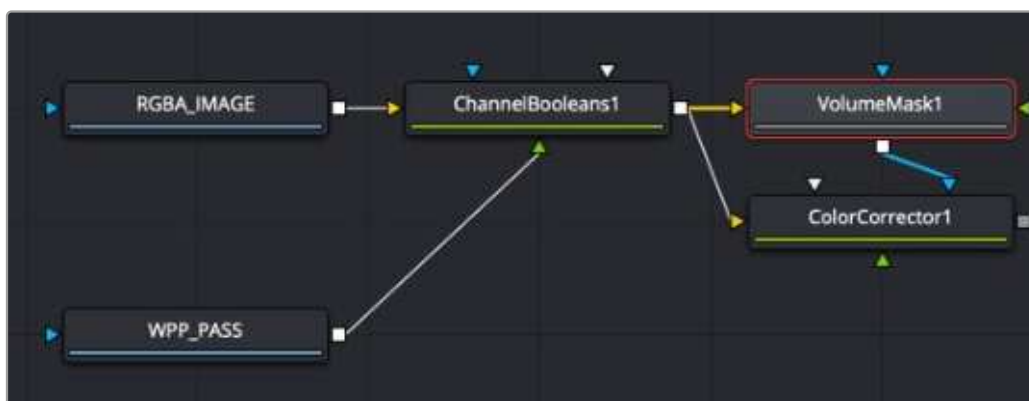 RGBA_IMAGE
ChannelBooleans1
VolumeMask1
ColorCorrector1
WPP_PASS